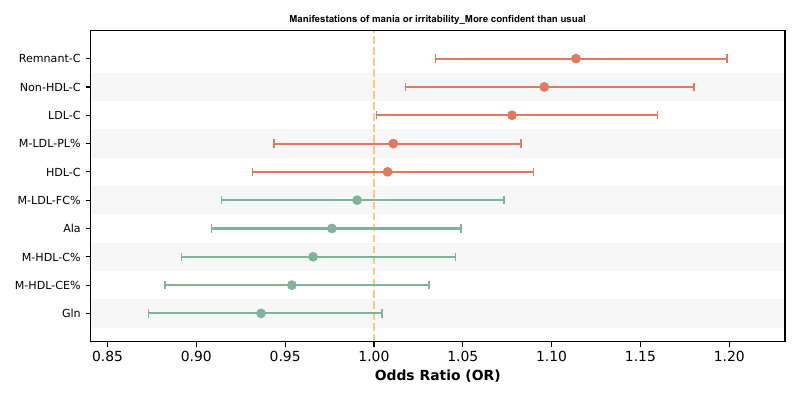 Manifestations of mania or irritability_More confident than usual
Remnant-C
Non-HDL-C
LDL-C
M-LDL-PL%
HDL-C
M-LDL-FC%
Ala
M-HDL-C%
M-HDL-CE%
Gln
0.85 0.90 0.95 1.00 1.05 1.10 1.15 1.20
Odds Ratio (OR)